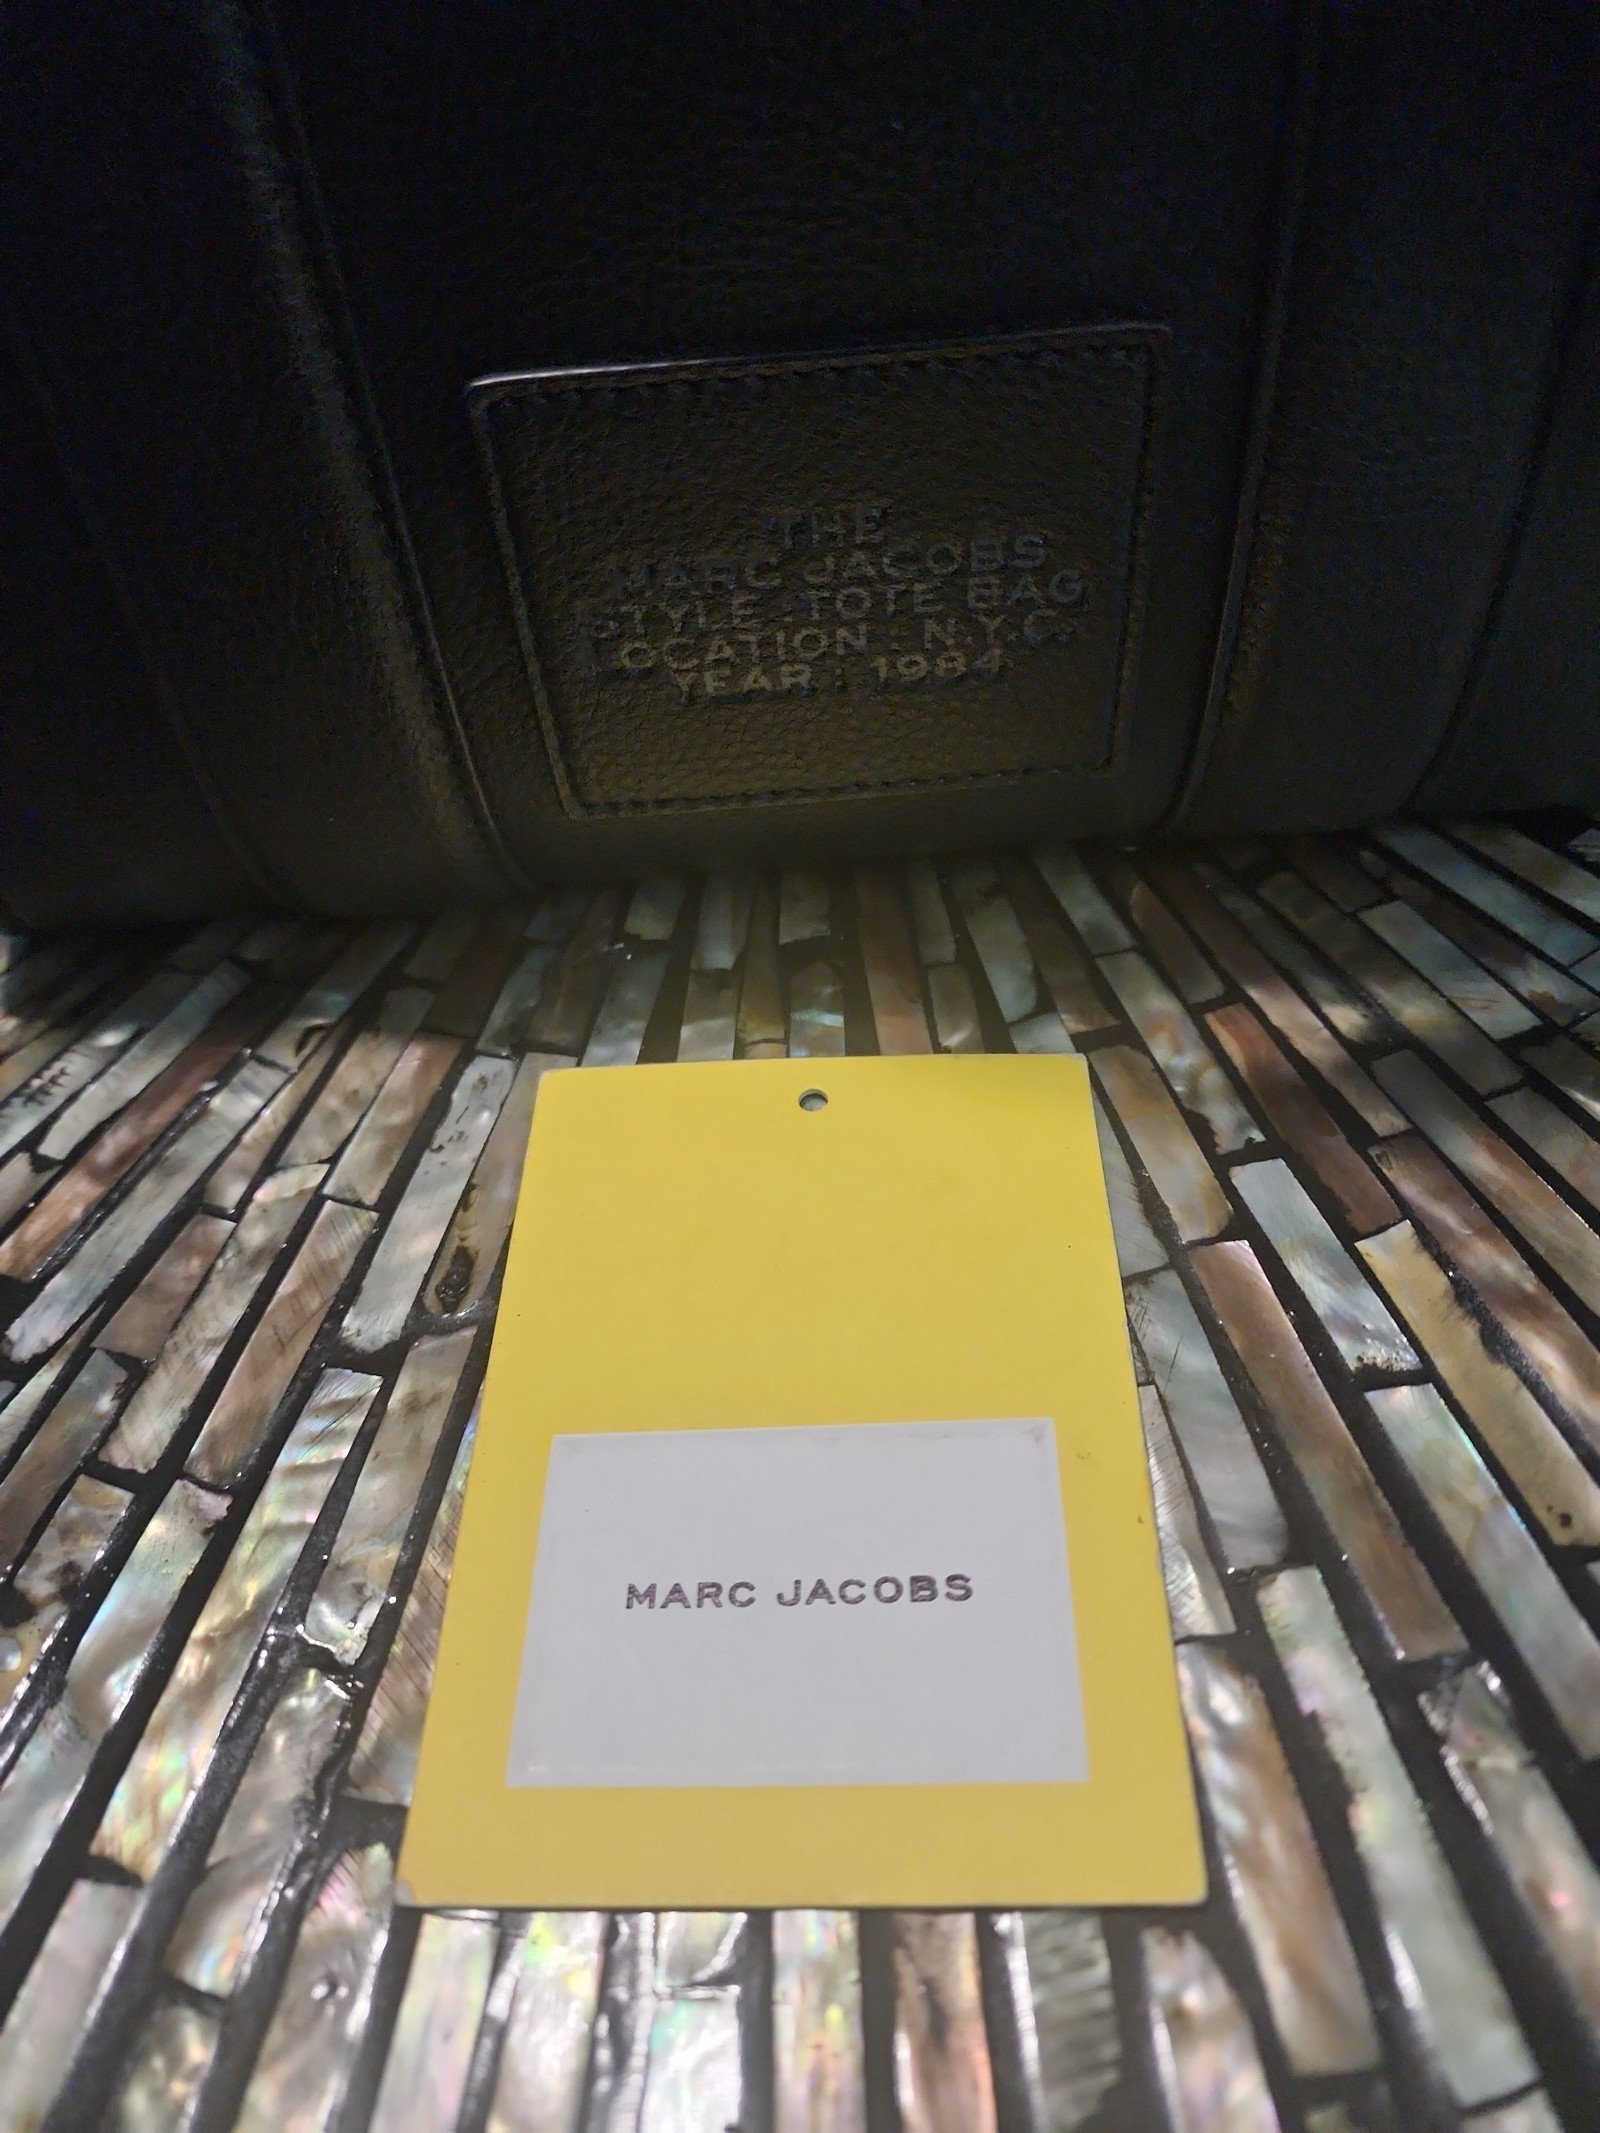 THE
MARC JACOBS
STYLE : TOTE BAG
LOCATION : N.Y.C.
YEAR : 1984
MARC JACOBS